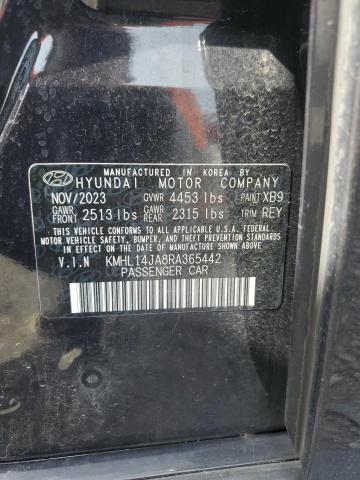 MANUFACTURED IN KOREA BY
HYUNDAI MOTOR COMPANY
NOV/2023 GVWR 4453 lbs PAINT XB9
GAWR FRONT 2513 lbs GAWR REAR 2315 lbs TRIM REY
THIS VEHICLE CONFORMS TO ALL APPLICABLE U.S.A. FEDERAL
MOTOR VEHICLE SAFETY, BUMPER, AND THEFT PREVENTION STANDARDS
IN EFFECT ON THE DATE OF MANUFACTURE SHOWN ABOVE.
V.I.N KMHL14JA8RA365442
PASSENGER CAR